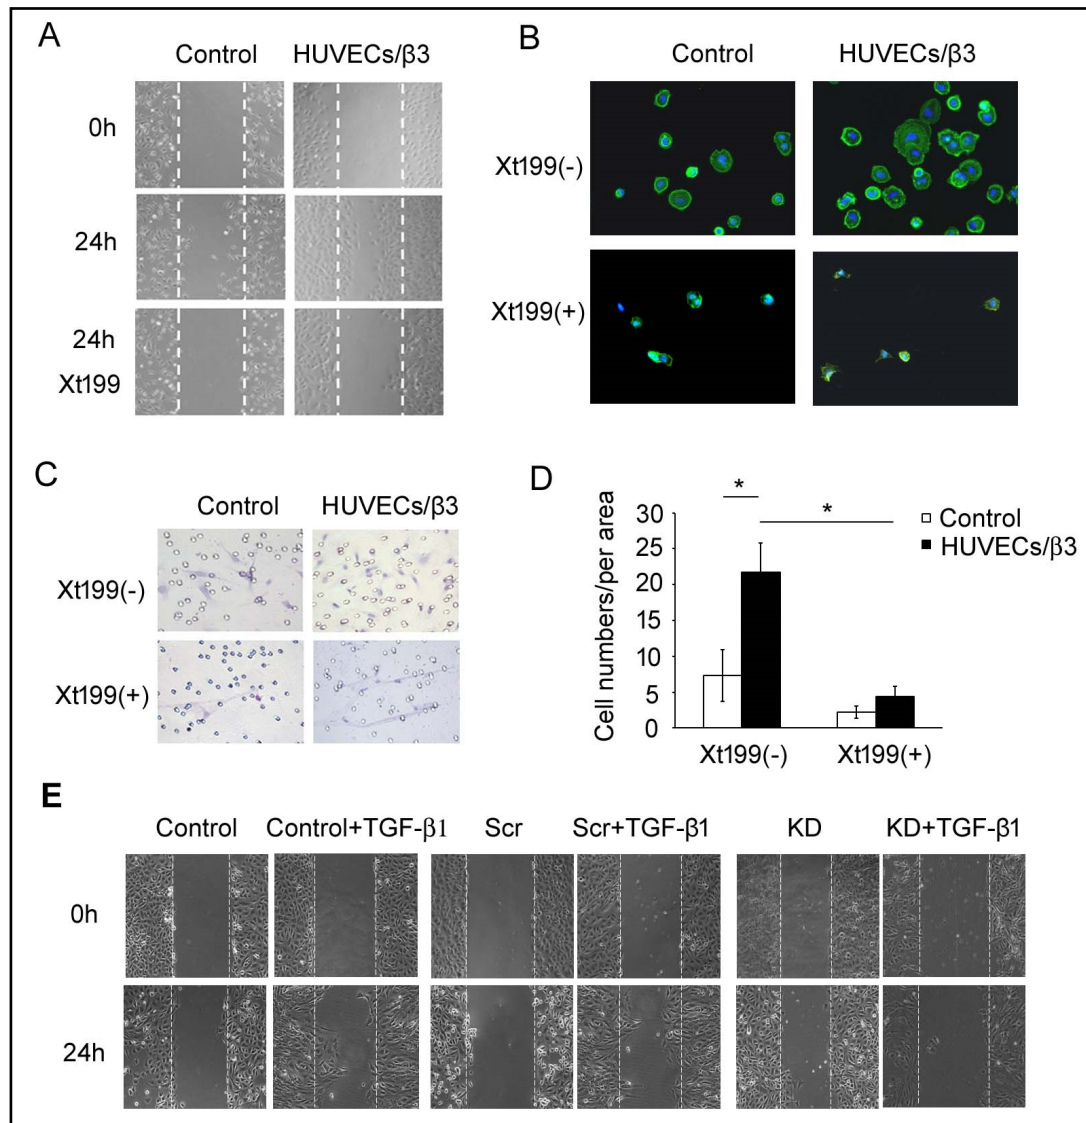 A
Control HUVECs/β3
0h
24h
24h
Xt199
B
Control HUVECs/β3
Xt199(-)
Xt199(+)
C
Control HUVECs/β3
Xt199(-)
Xt199(+)
D
Cell numbers/per area
30
25
20
15
10
5
0
* *
Control
HUVECs/β3
Xt199(-) Xt199(+)
E
Control Control+TGF-β1 Scr Scr+TGF-β1 KD KD+TGF-β1
0h
24h